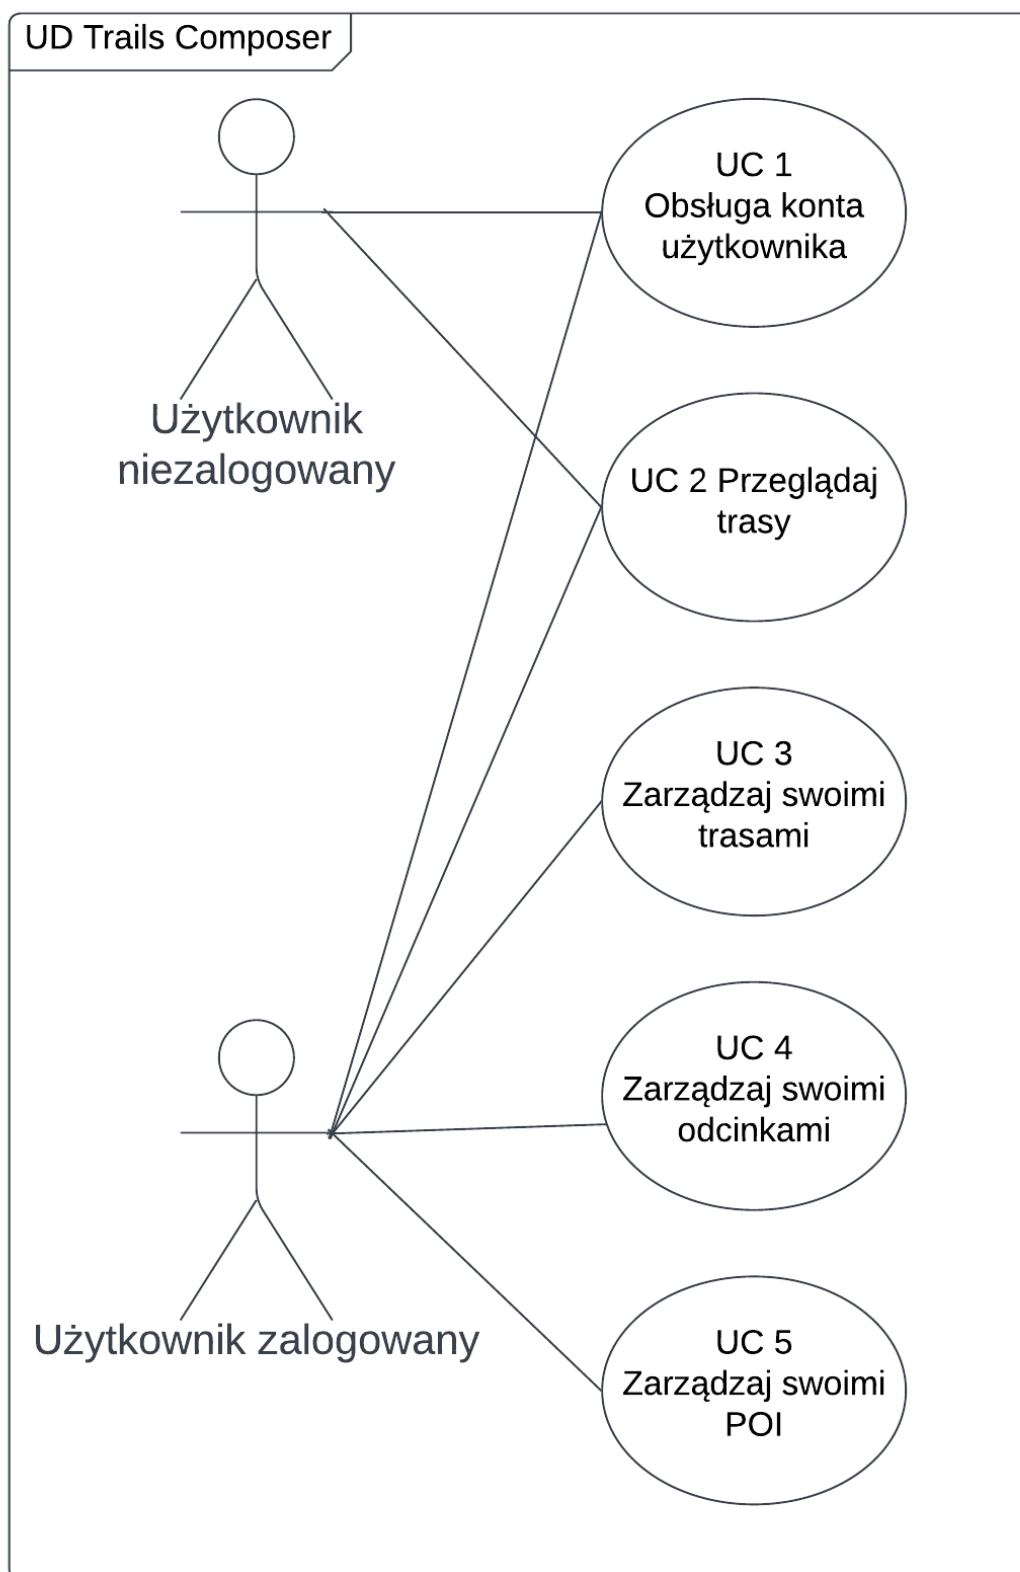 UD Trails Composer
UC 1
Obsługa konta
użytkownika
Użytkownik
niezalogowany
UC 2 Przeglądaj
trasy
UC 3
Zarządzaj swoimi
trasami
UC 4
Zarządzaj swoimi
odcinkami
Użytkownik zalogowany
UC 5
Zarządzaj swoimi
POI